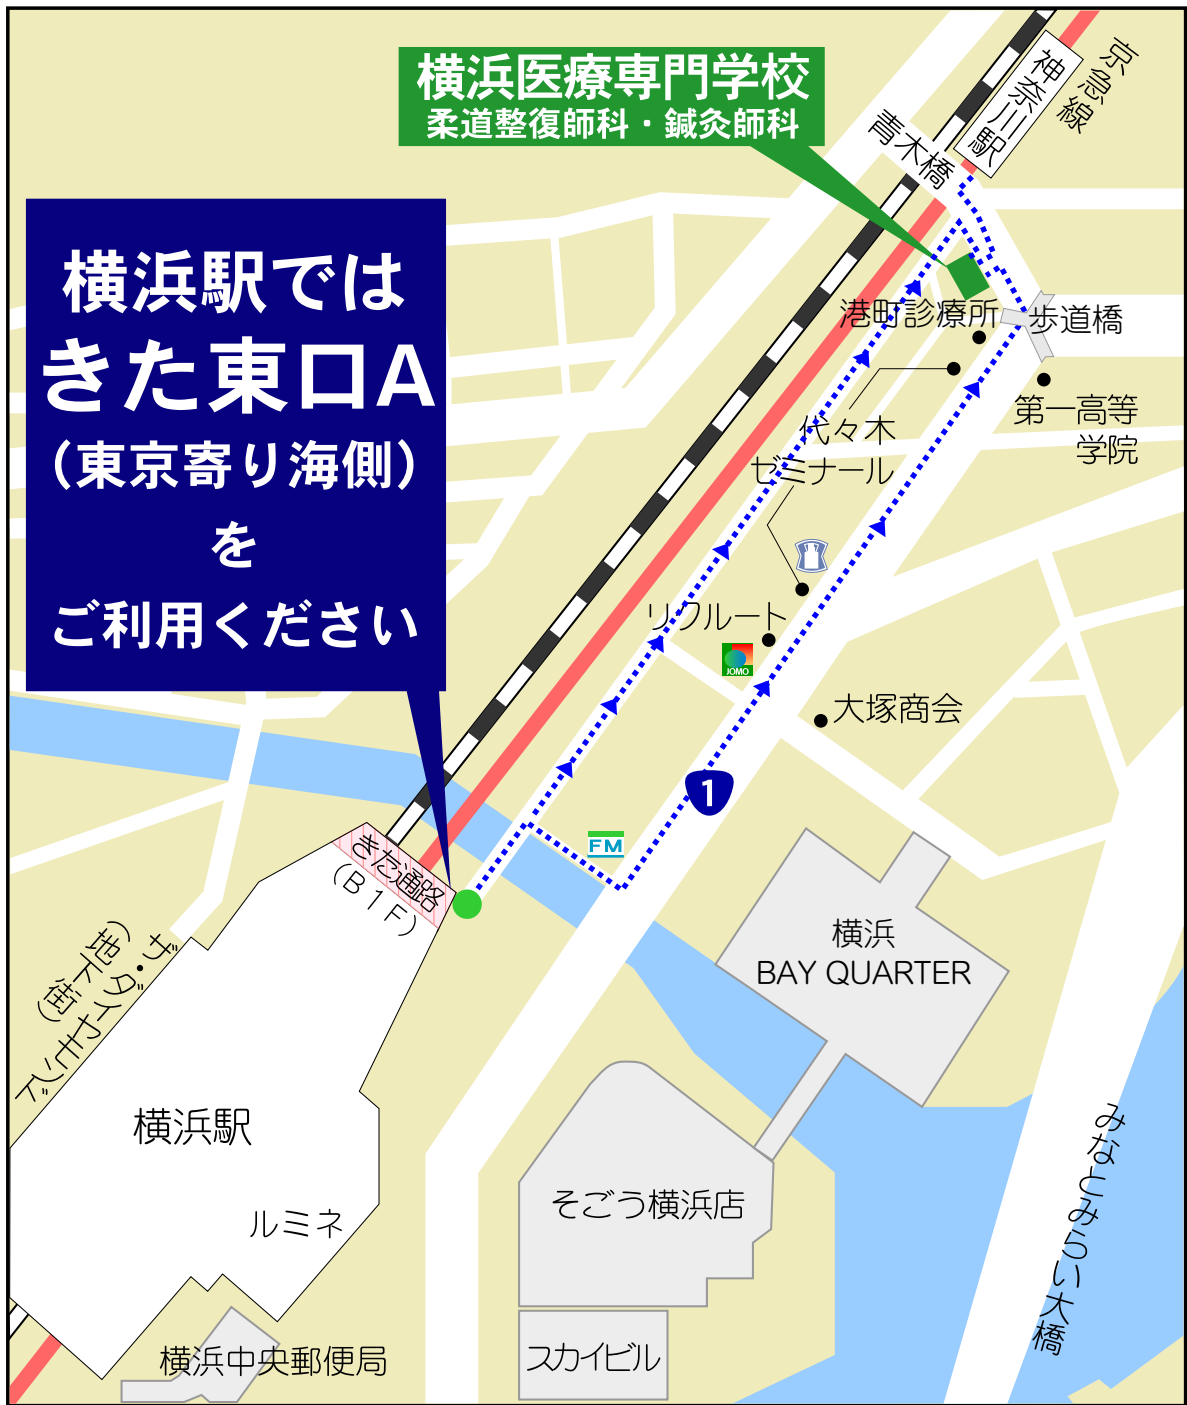 横浜医療専門学校
柔道整復師科・鍼灸師科
神奈川駅
京急線
青木橋
横浜駅では
きた東口A
（東京寄り海側）
を
ご利用ください
港町診療所
歩道橋
第一高等
学院
代々木
ゼミナール
リクルート
JOMO
大塚商会
1
FM
きた通路
（B1F）
ザ・ダイヤモンド
（地下街）
横浜
BAY QUARTER
横浜駅
ルミネ
そごう横浜店
みなとみらい大橋
スカイビル
横浜中央郵便局